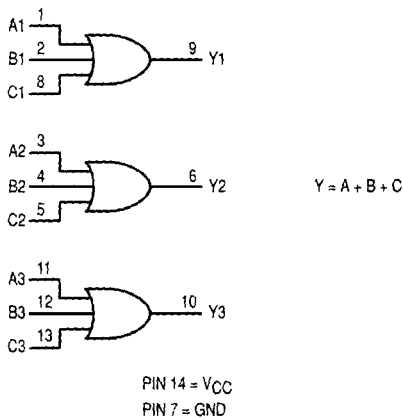 A1 1
B1 2 9 Y1
C1 8
A2 3
B2 4 6 Y2
C2 5
Y = A + B + C
A3 11
B3 12 10 Y3
C3 13
PIN 14 = VCC
PIN 7 = GND